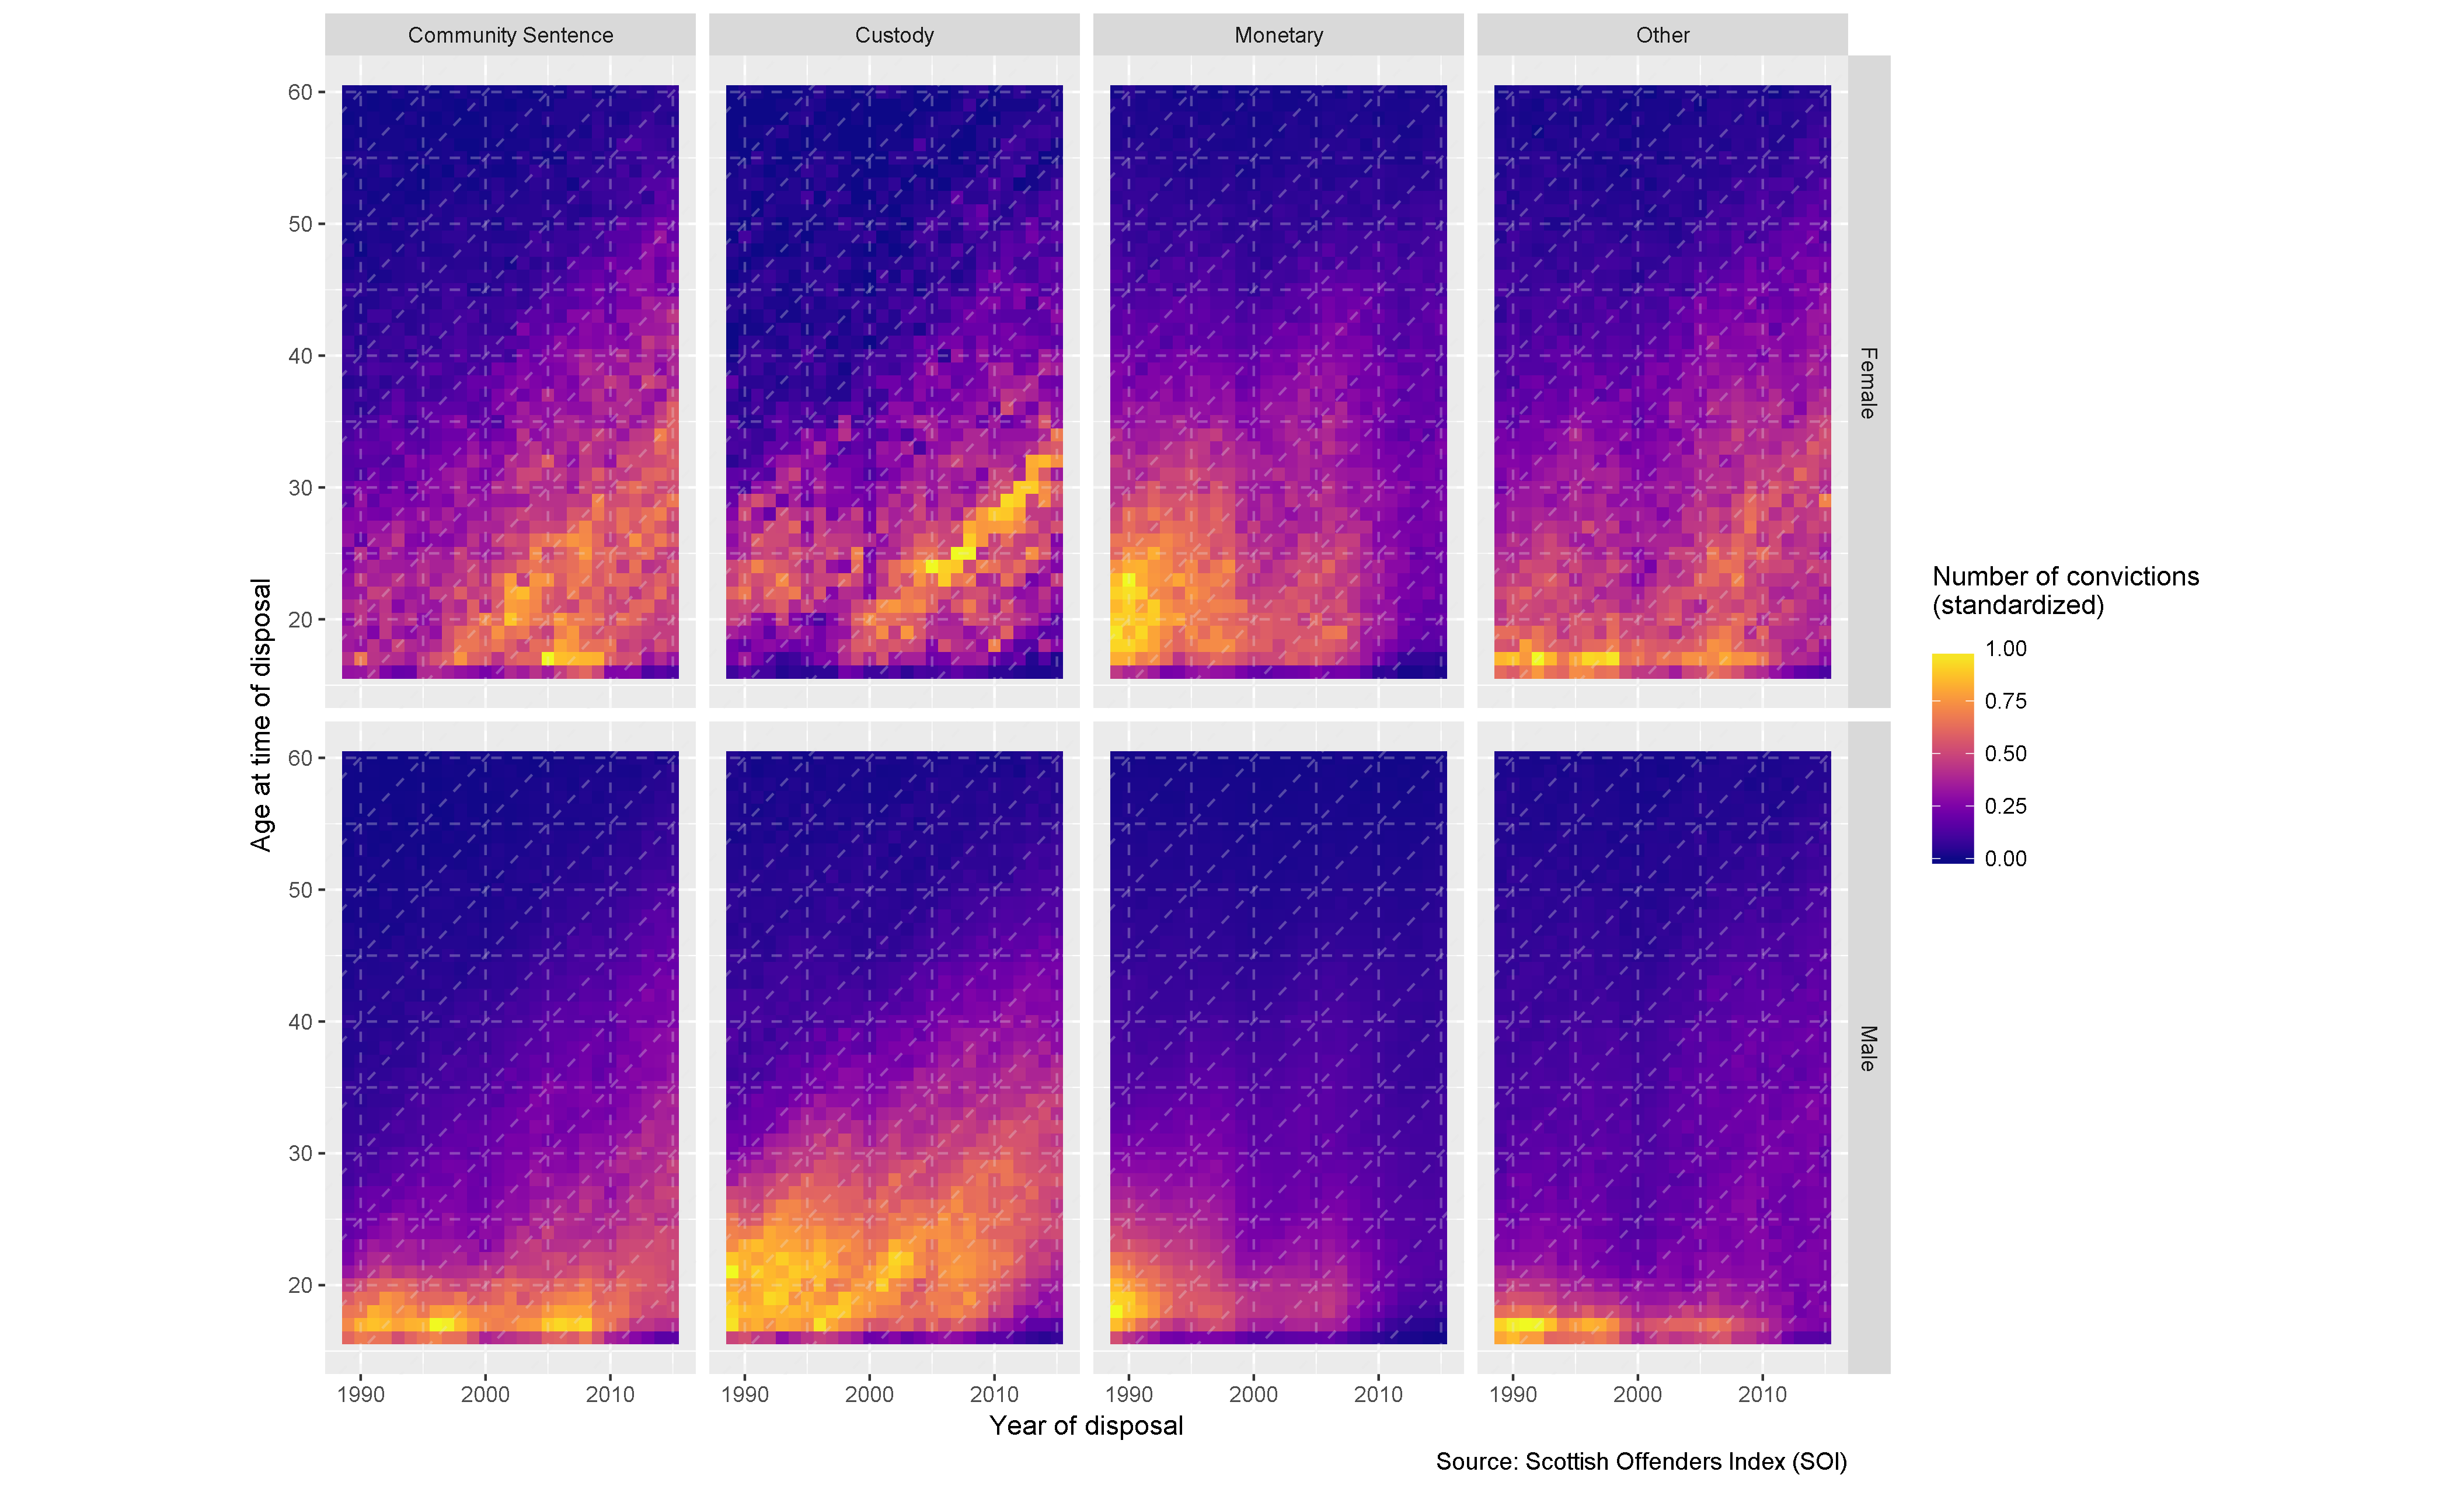 Community Sentence
Custody
Monetary
Other
60
50
40
30
20
Female
60
50
40
30
20
Male
Age at time of disposal
1990
2000
2010
1990
2000
2010
1990
2000
2010
1990
2000
2010
Year of disposal
Number of convictions
(standardized)
1.00
0.75
0.50
0.25
0.00
Source: Scottish Offenders Index (SOI)